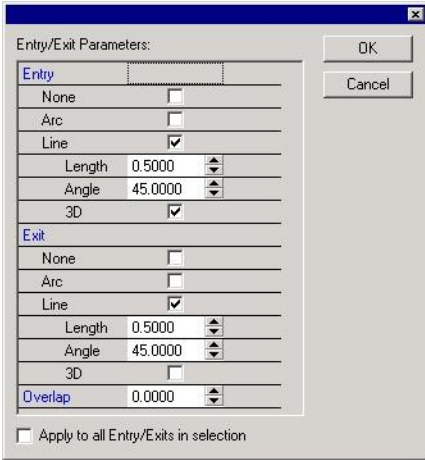 Entry/Exit Parameters:
OK
Cancel
Entry
None
Arc
Line
Length 0.5000
Angle 45.0000
3D
Exit
None
Arc
Line
Length 0.5000
Angle 45.0000
3D
Overlap 0.0000
Apply to all Entry/Exits in selection